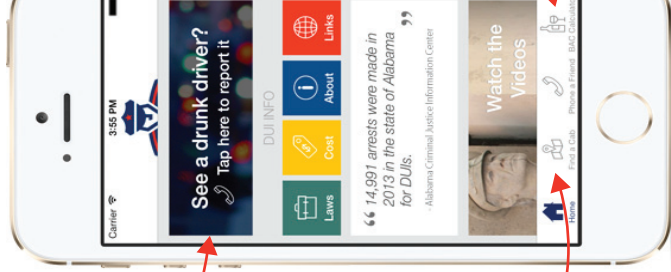 Carrier 3:55 PM
See a drunk driver?
Tap here to report it
DUI INFO
Laws Cost About Links
“ 14,991 arrests were made in
2013 in the state of Alabama
for DUIs. ”
- Alabama Criminal Justice Information Center
Watch the
Videos
Home Find a Cab Phone a Friend BAC Calculator